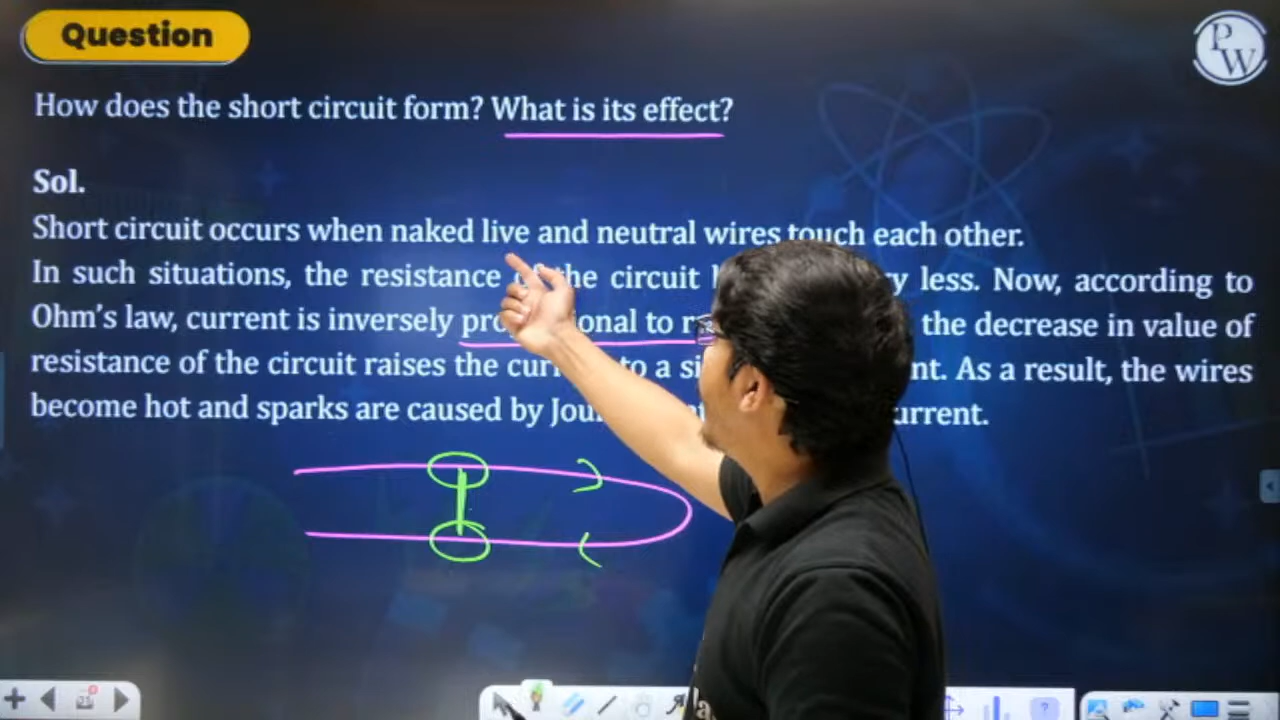 Question
PW
How does the short circuit form? What is its effect?
Sol.
Short circuit occurs when naked live and neutral wires touch each other.
In such situations, the resistance the circuit less. Now, according to
Ohm's law, current is inversely to the decrease in value of
resistance of the circuit raises the to a As a result, the wires
become hot and sparks are caused by